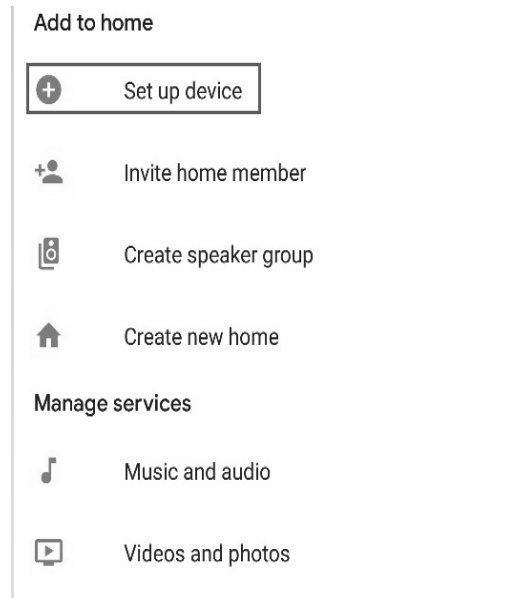 Add to home
Set up device
Invite home member
Create speaker group
Create new home
Manage services
Music and audio
Videos and photos